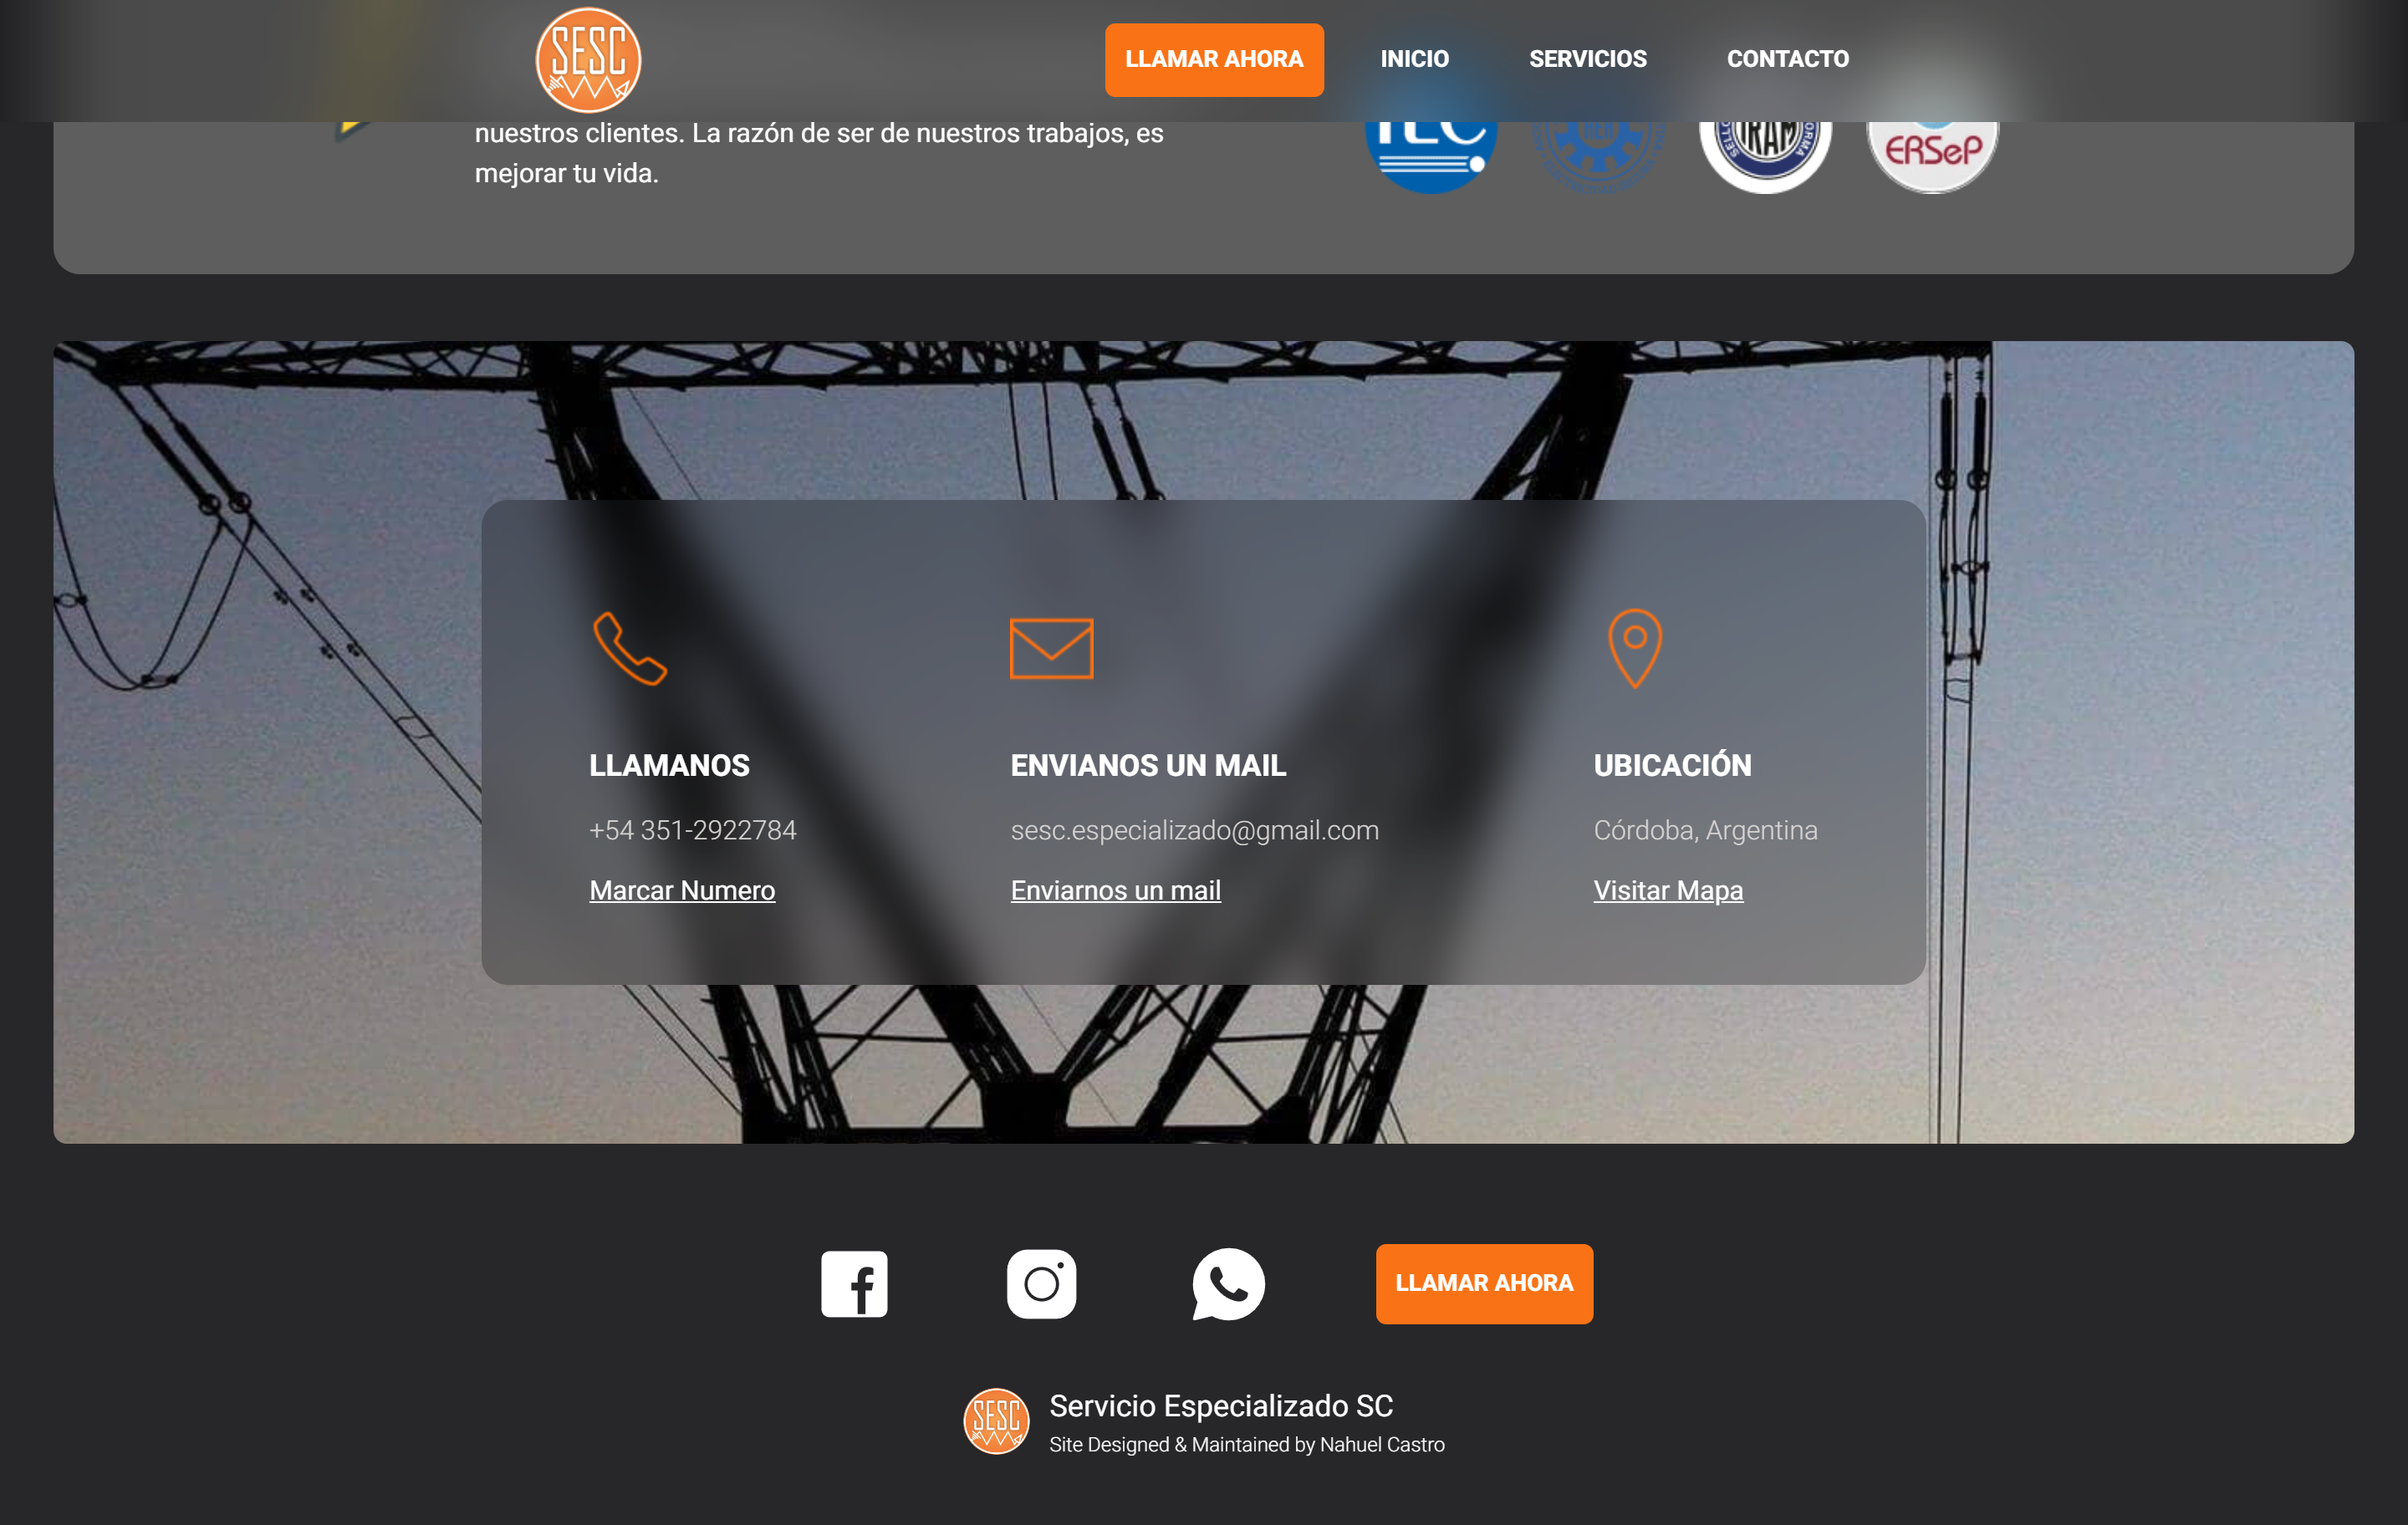 SESC
LLAMAR AHORA
INICIO
SERVICIOS
CONTACTO
nuestros clientes. La razón de ser de nuestros trabajos, es
mejorar tu vida.
IEC
AEA
IRAM
ERSeP
LLAMANOS
+54 351-2922784
Marcar Numero
ENVIANOS UN MAIL
sesc.especializado@gmail.com
Enviarnos un mail
UBICACIÓN
Córdoba, Argentina
Visitar Mapa
LLAMAR AHORA
SESC
Servicio Especializado SC
Site Designed & Maintained by Nahuel Castro